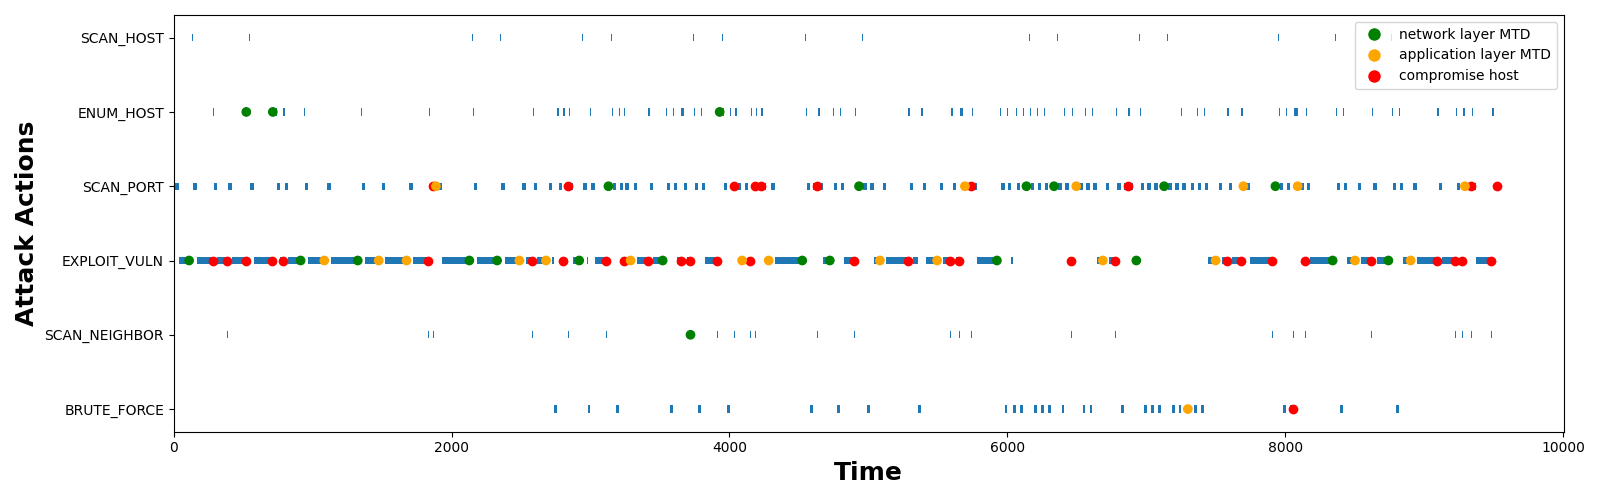 SCAN_HOST
ENUM_HOST
SCAN_PORT
EXPLOIT_VULN
SCAN_NEIGHBOR
BRUTE_FORCE
Attack Actions
network layer MTD
application layer MTD
compromise host
0 2000 4000 6000 8000 10000
Time